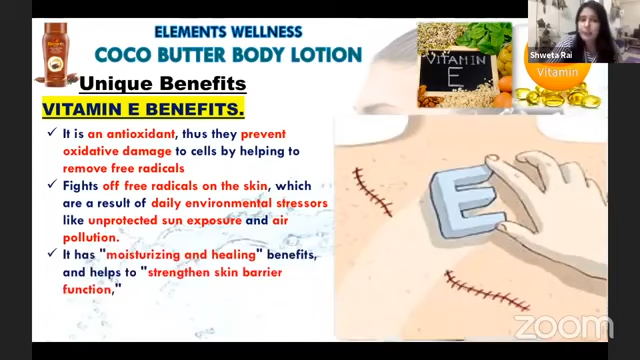 ELEMENTS WELLNESS
COCO BUTTER BODY LOTION
Unique Benefits
VITAMIN E BENEFITS.
✓ It is an antioxidant, thus they prevent
oxidative damage to cells by helping to
remove free radicals
✓ Fights off free radicals on the skin, which
are a result of daily environmental stressors
like unprotected sun exposure and air
pollution.
✓ It has "moisturizing and healing" benefits,
and helps to "strengthen skin barrier
function,"
VITAMIN
E
Vitamin
E
Shweta Rai
zoom